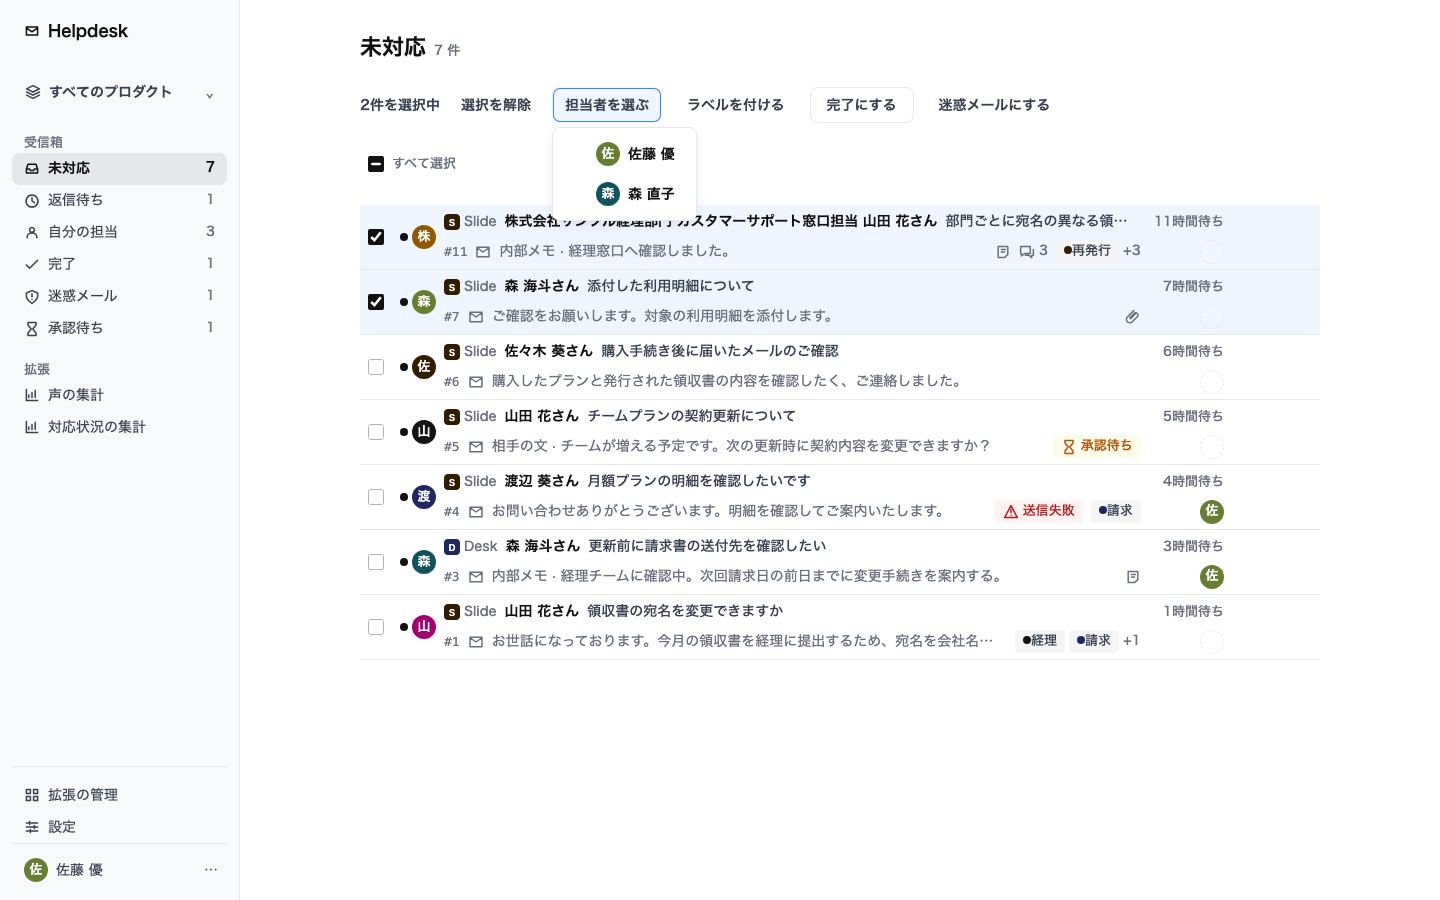 Helpdesk
すべてのプロダクト
受信箱
未対応 7
返信待ち 1
自分の担当 3
完了 1
迷惑メール 1
承認待ち 1
拡張
声の集計
対応状況の集計
拡張の管理
設定
佐 佐藤 優 …
未対応 7 件
2件を選択中 選択を解除 担当者を選ぶ ラベルを付ける 完了にする 迷惑メールにする
佐 佐藤 優
森 森 直子
すべて選択
株 S Slide 株式会社サンプル経理部門カスタマーサポート窓口担当 山田 花さん 部門ごとに宛名の異なる領… 11時間待ち
#11 内部メモ · 経理窓口へ確認しました。 3 再発行 +3
森 S Slide 森 海斗さん 添付した利用明細について 7時間待ち
#7 ご確認をお願いします。対象の利用明細を添付します。
佐 S Slide 佐々木 葵さん 購入手続き後に届いたメールのご確認 6時間待ち
#6 購入したプランと発行された領収書の内容を確認したく、ご連絡しました。
山 S Slide 山田 花さん チームプランの契約更新について 5時間待ち
#5 相手の文 · チームが増える予定です。次の更新時に契約内容を変更できますか？ 承認待ち
渡 S Slide 渡辺 葵さん 月額プランの明細を確認したいです 4時間待ち
#4 お問い合わせありがとうございます。明細を確認してご案内いたします。 送信失敗 請求 佐
森 D Desk 森 海斗さん 更新前に請求書の送付先を確認したい 3時間待ち
#3 内部メモ · 経理チームに確認中。次回請求日の前日までに変更手続きを案内する。 佐
山 S Slide 山田 花さん 領収書の宛名を変更できますか 1時間待ち
#1 お世話になっております。今月の領収書を経理に提出するため、宛名を会社名… 経理 請求 +1